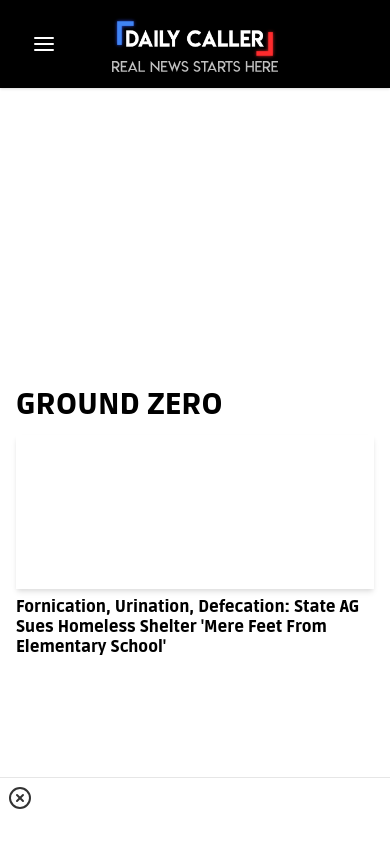 DAILY CALLER
REAL NEWS STARTS HERE
GROUND ZERO
Fornication, Urination, Defecation: State AG
Sues Homeless Shelter 'Mere Feet From
Elementary School'